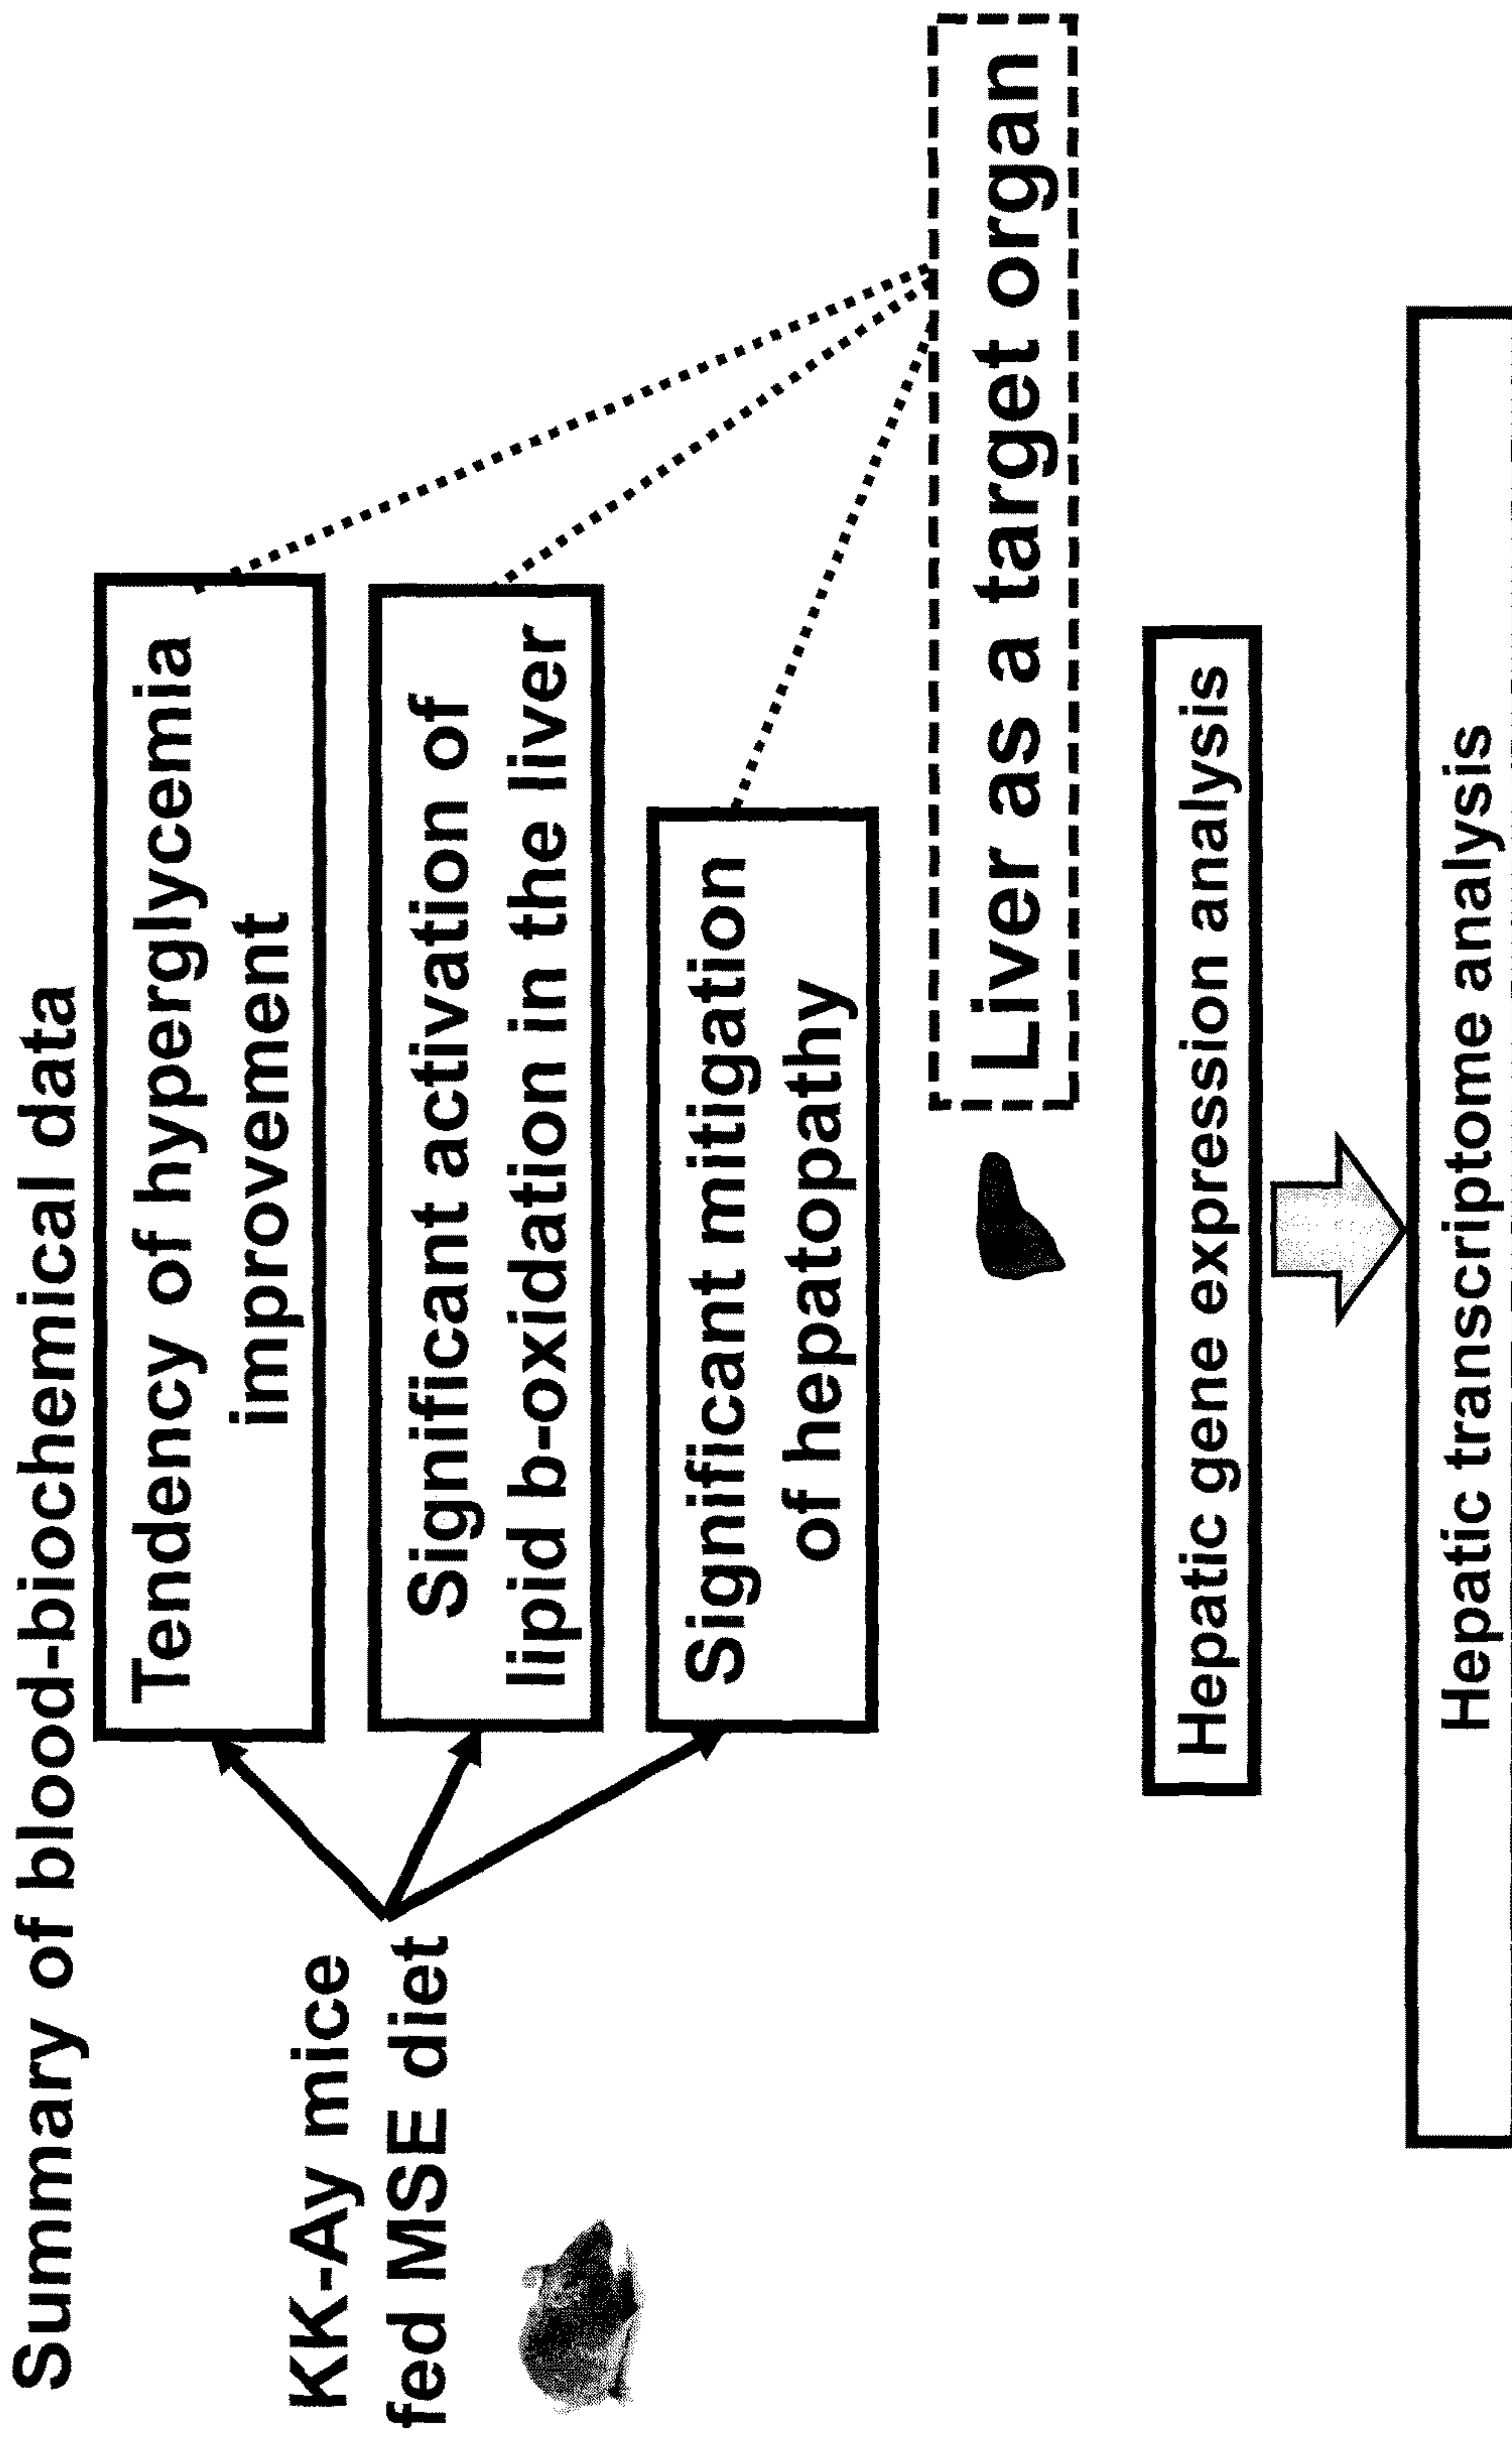 Summary of blood-biochemical data
KK-Ay mice
fed MSE diet
Tendency of hyperglycemia
improvement
Significant activation of
lipid b-oxidation in the liver
Significant mitigation
of hepatopathy
Liver as a target organ
Hepatic gene expression analysis
Hepatic transcriptome analysis